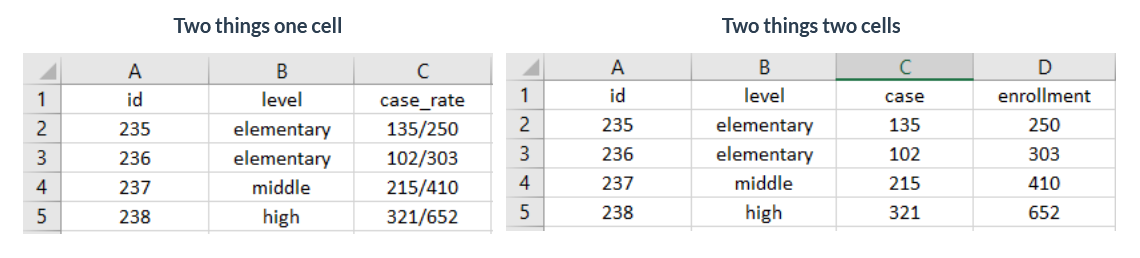 Two things one cell
A B C
1 id level case_rate
2 235 elementary 135/250
3 236 elementary 102/303
4 237 middle 215/410
5 238 high 321/652
Two things two cells
A B C D
1 id level case enrollment
2 235 elementary 135 250
3 236 elementary 102 303
4 237 middle 215 410
5 238 high 321 652